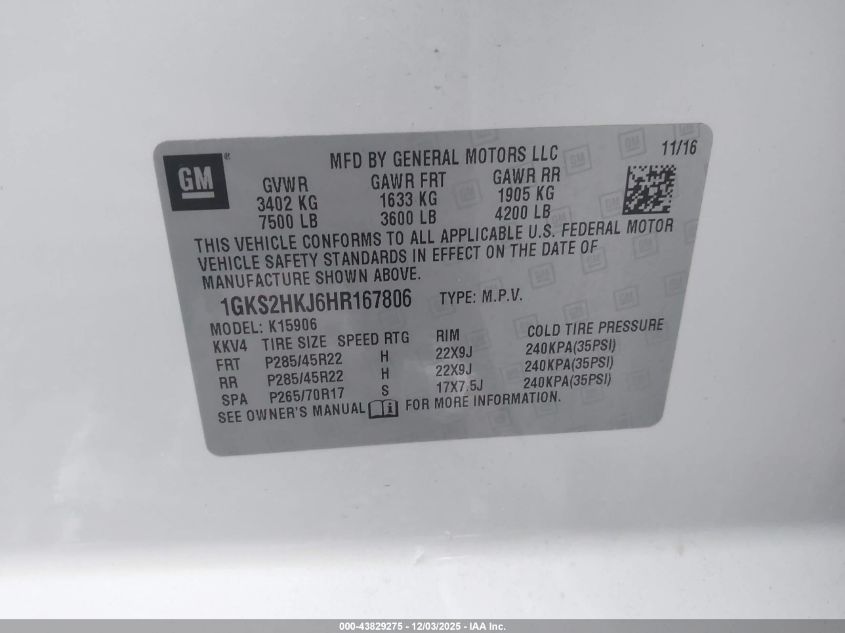 GM® MFD BY GENERAL MOTORS LLC 11/16
GVWR GAWR FRT GAWR RR
3402 KG 1633 KG 1905 KG
7500 LB 3600 LB 4200 LB
THIS VEHICLE CONFORMS TO ALL APPLICABLE U.S. FEDERAL MOTOR
VEHICLE SAFETY STANDARDS IN EFFECT ON THE DATE OF
MANUFACTURE SHOWN ABOVE.
1GKS2HKJ6HR167806 TYPE: M.P.V.
MODEL: K15906
KKV4 TIRE SIZE SPEED RTG RIM COLD TIRE PRESSURE
FRT P285/45R22 H 22X9J 240KPA(35PSI)
RR P285/45R22 H 22X9J 240KPA(35PSI)
SPA P265/70R17 S 17X7.5J 240KPA(35PSI)
SEE OWNER'S MANUAL FOR MORE INFORMATION.
000-43829275 - 12/03/2025 - IAA Inc.